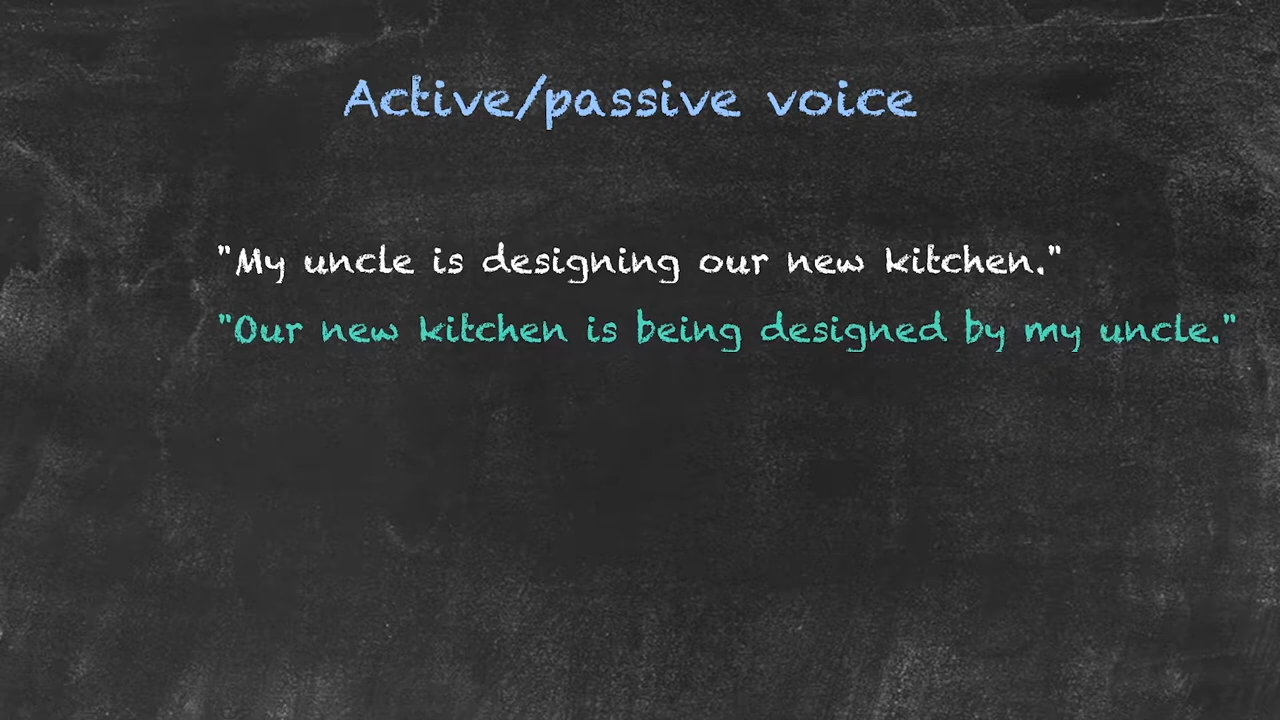 Active/passive voice
"My uncle is designing our new kitchen."
"Our new kitchen is being designed by my uncle."